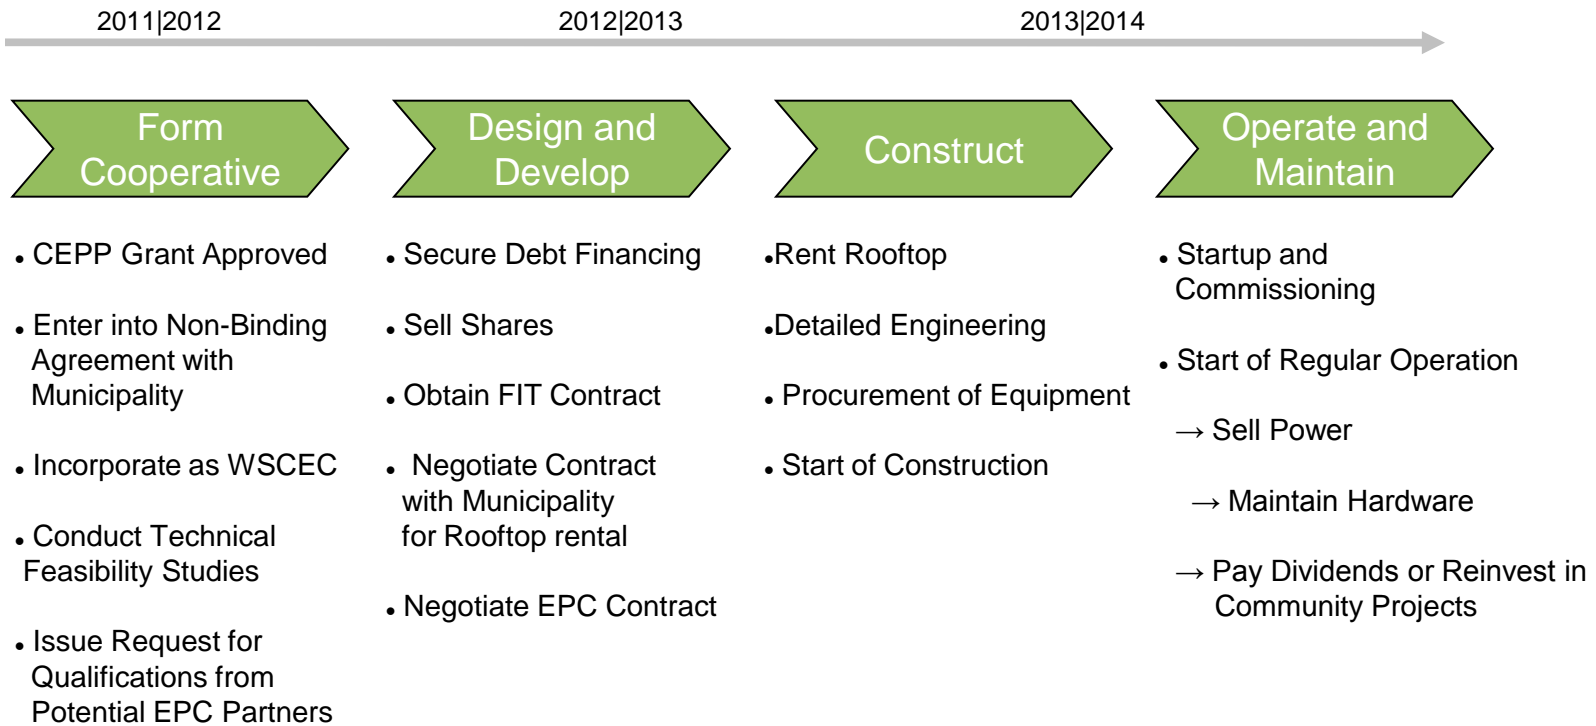 2011|2012
2012|2013
2013|2014
Form
Cooperative
Design and
Develop
Construct
Operate and
Maintain
• CEPP Grant Approved
• Enter into Non-Binding
Agreement with
Municipality
• Incorporate as WSCEC
• Conduct Technical
Feasibility Studies
• Issue Request for
Qualifications from
Potential EPC Partners
• Secure Debt Financing
• Sell Shares
• Obtain FIT Contract
• Negotiate Contract
with Municipality
for Rooftop rental
• Negotiate EPC Contract
•Rent Rooftop
•Detailed Engineering
• Procurement of Equipment
• Start of Construction
• Startup and
Commissioning
• Start of Regular Operation
→ Sell Power
→ Maintain Hardware
→ Pay Dividends or Reinvest in
Community Projects